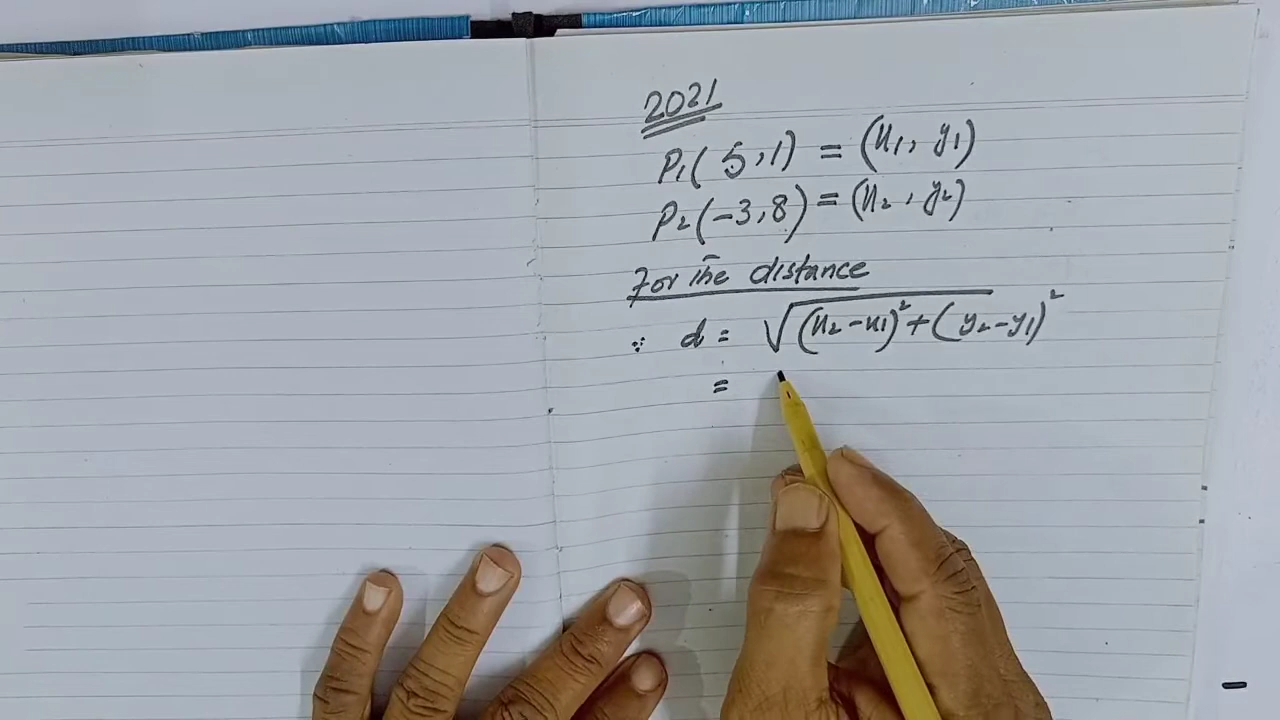 2021
P₁(5,1) = (x₁, y₁)
P₂(-3,8) = (x₂, y₂)
For the distance
∵ d = √(x₂-x₁)² + (y₂-y₁)²
=